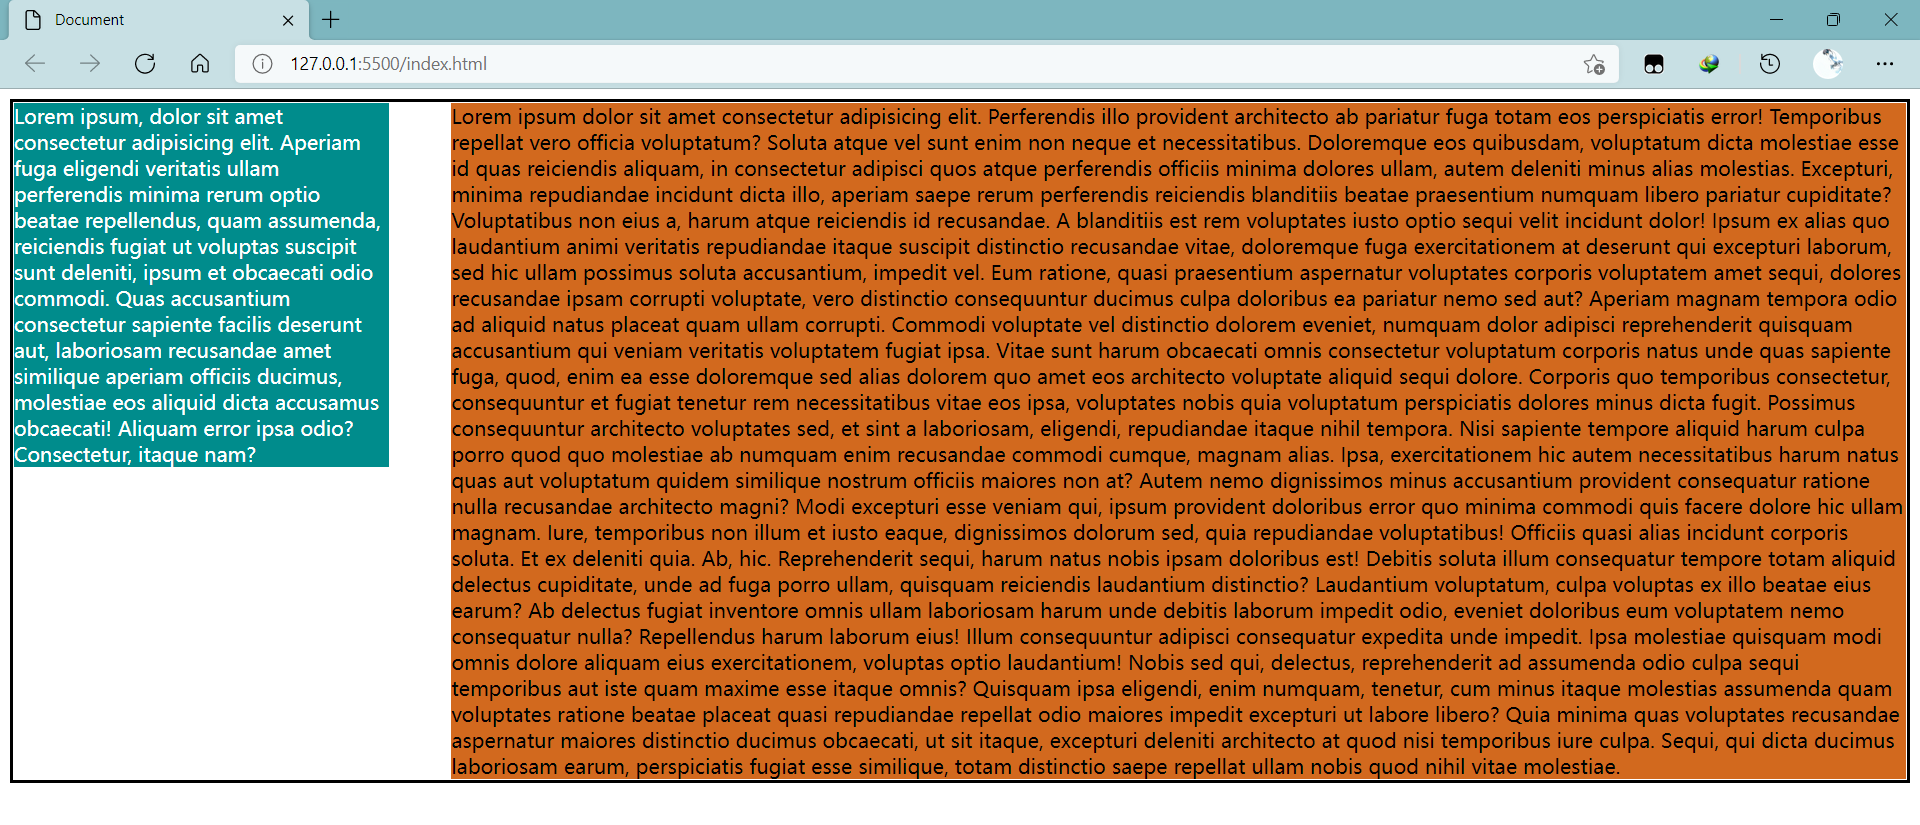 Document
127.0.0.1:5500/index.html
Lorem ipsum, dolor sit amet
consectetur adipisicing elit. Aperiam
fuga eligendi veritatis ullam
perferendis minima rerum optio
beatae repellendus, quam assumenda,
reiciendis fugiat ut voluptas suscipit
sunt deleniti, ipsum et obcaecati odio
commodi. Quas accusantium
consectetur sapiente facilis deserunt
aut, laboriosam recusandae amet
similique aperiam officiis ducimus,
molestiae eos aliquid dicta accusamus
obcaecati! Aliquam error ipsa odio?
Consectetur, itaque nam?
Lorem ipsum dolor sit amet consectetur adipisicing elit. Perferendis illo provident architecto ab pariatur fuga totam eos perspiciatis error! Temporibus
repellat vero officia voluptatum? Soluta atque vel sunt enim non neque et necessitatibus. Doloremque eos quibusdam, voluptatum dicta molestiae esse
id quas reiciendis aliquam, in consectetur adipisci quos atque perferendis officiis minima dolores ullam, autem deleniti minus alias molestias. Excepturi,
minima repudiandae incidunt dicta illo, aperiam saepe rerum perferendis reiciendis blanditiis beatae praesentium numquam libero pariatur cupiditate?
Voluptatibus non eius a, harum atque reiciendis id recusandae. A blanditiis est rem voluptates iusto optio sequi velit incidunt dolor! Ipsum ex alias quo
laudantium animi veritatis repudiandae itaque suscipit distinctio recusandae vitae, doloremque fuga exercitationem at deserunt qui excepturi laborum,
sed hic ullam possimus soluta accusantium, impedit vel. Eum ratione, quasi praesentium aspernatur voluptates corporis voluptatem amet sequi, dolores
recusandae ipsam corrupti voluptate, vero distinctio consequuntur ducimus culpa doloribus ea pariatur nemo sed aut? Aperiam magnam tempora odio
ad aliquid natus placeat quam ullam corrupti. Commodi voluptate vel distinctio dolorem eveniet, numquam dolor adipisci reprehenderit quisquam
accusantium qui veniam veritatis voluptatem fugiat ipsa. Vitae sunt harum obcaecati omnis consectetur voluptatum corporis natus unde quas sapiente
fuga, quod, enim ea esse doloremque sed alias dolorem quo amet eos architecto voluptate aliquid sequi dolore. Corporis quo temporibus consectetur,
consequuntur et fugiat tenetur rem necessitatibus vitae eos ipsa, voluptates nobis quia voluptatum perspiciatis dolores minus dicta fugit. Possimus
consequuntur architecto voluptates sed, et sint a laboriosam, eligendi, repudiandae itaque nihil tempora. Nisi sapiente tempore aliquid harum culpa
porro quod quo molestiae ab numquam enim recusandae commodi cumque, magnam alias. Ipsa, exercitationem hic autem necessitatibus harum natus
quas aut voluptatum quidem similique nostrum officiis maiores non at? Autem nemo dignissimos minus accusantium provident consequatur ratione
nulla recusandae architecto magni? Modi excepturi esse veniam qui, ipsum provident doloribus error quo minima commodi quis facere dolore hic ullam
magnam. Iure, temporibus non illum et iusto eaque, dignissimos dolorum sed, quia repudiandae voluptatibus! Officiis quasi alias incidunt corporis
soluta. Et ex deleniti quia. Ab, hic. Reprehenderit sequi, harum natus nobis ipsam doloribus est! Debitis soluta illum consequatur tempore totam aliquid
delectus cupiditate, unde ad fuga porro ullam, quisquam reiciendis laudantium distinctio? Laudantium voluptatum, culpa voluptas ex illo beatae eius
earum? Ab delectus fugiat inventore omnis ullam laboriosam harum unde debitis laborum impedit odio, eveniet doloribus eum voluptatem nemo
consequatur nulla? Repellendus harum laborum eius! Illum consequuntur adipisci consequatur expedita unde impedit. Ipsa molestiae quisquam modi
omnis dolore aliquam eius exercitationem, voluptas optio laudantium! Nobis sed qui, delectus, reprehenderit ad assumenda odio culpa sequi
temporibus aut iste quam maxime esse itaque omnis? Quisquam ipsa eligendi, enim numquam, tenetur, cum minus itaque molestias assumenda quam
voluptates ratione beatae placeat quasi repudiandae repellat odio maiores impedit excepturi ut labore libero? Quia minima quas voluptates recusandae
aspernatur maiores distinctio ducimus obcaecati, ut sit itaque, excepturi deleniti architecto at quod nisi temporibus iure culpa. Sequi, qui dicta ducimus
laboriosam earum, perspiciatis fugiat esse similique, totam distinctio saepe repellat ullam nobis quod nihil vitae molestiae.